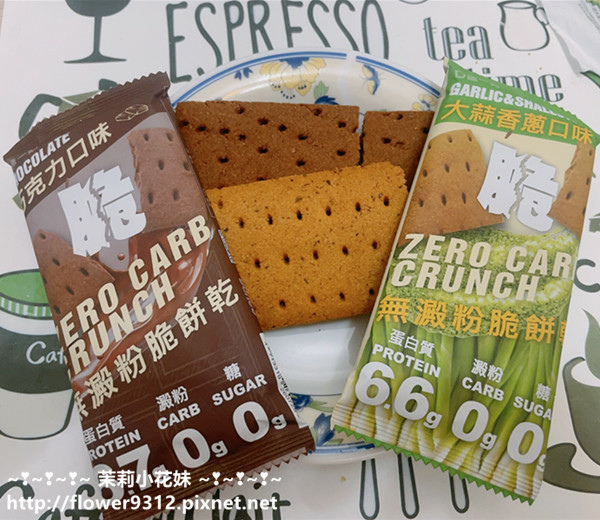 ESPRESSO
tea
time
CHOCOLATE
巧克力口味
脆
ZERO CARB
CRUNCH
無澱粉脆餅乾
蛋白質
PROTEIN
澱粉
CARB
0g
糖
SUGAR
0g
GARLIC&SHAL
大蒜香蔥口味
脆
ZERO CAR
CRUNCH
無澱粉脆餅乾
蛋白質
PROTEIN
6.6g
澱粉
CARB
0g
糖
SUGA
0g
~❣~❣~❣~ 茉莉小花妹 ~❣~❣~❣~
http://flower9312.pixnet.net